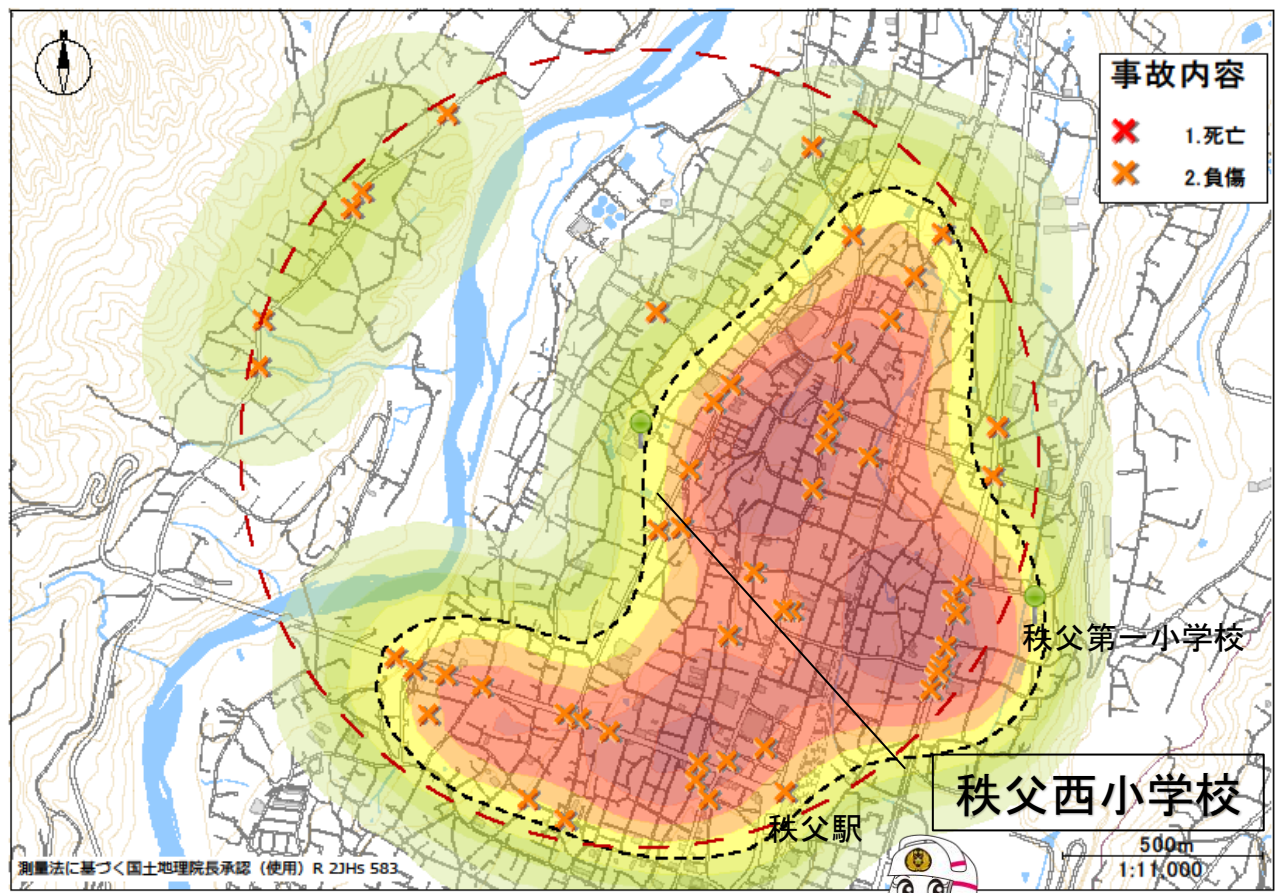 N
事故内容
1.死亡
2.負傷
秩父第一小学校
秩父西小学校
秩父駅
500m
1:11,000
測量法に基づく国土地理院長承認（使用）R 2JHs 583